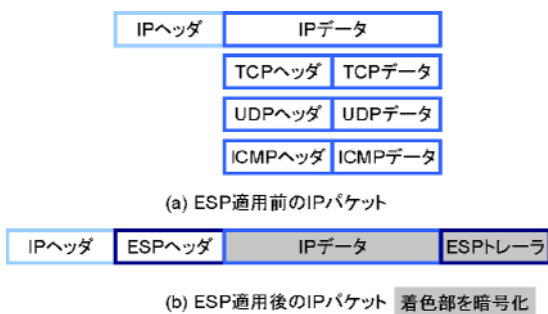 IPヘッダ IPデータ
TCPヘッダ TCPデータ
UDPヘッダ UDPデータ
ICMPヘッダ ICMPデータ
(a) ESP適用前のIPパケット
IPヘッダ ESPヘッダ IPデータ ESPトレーラ
(b) ESP適用後のIPパケット 着色部を暗号化